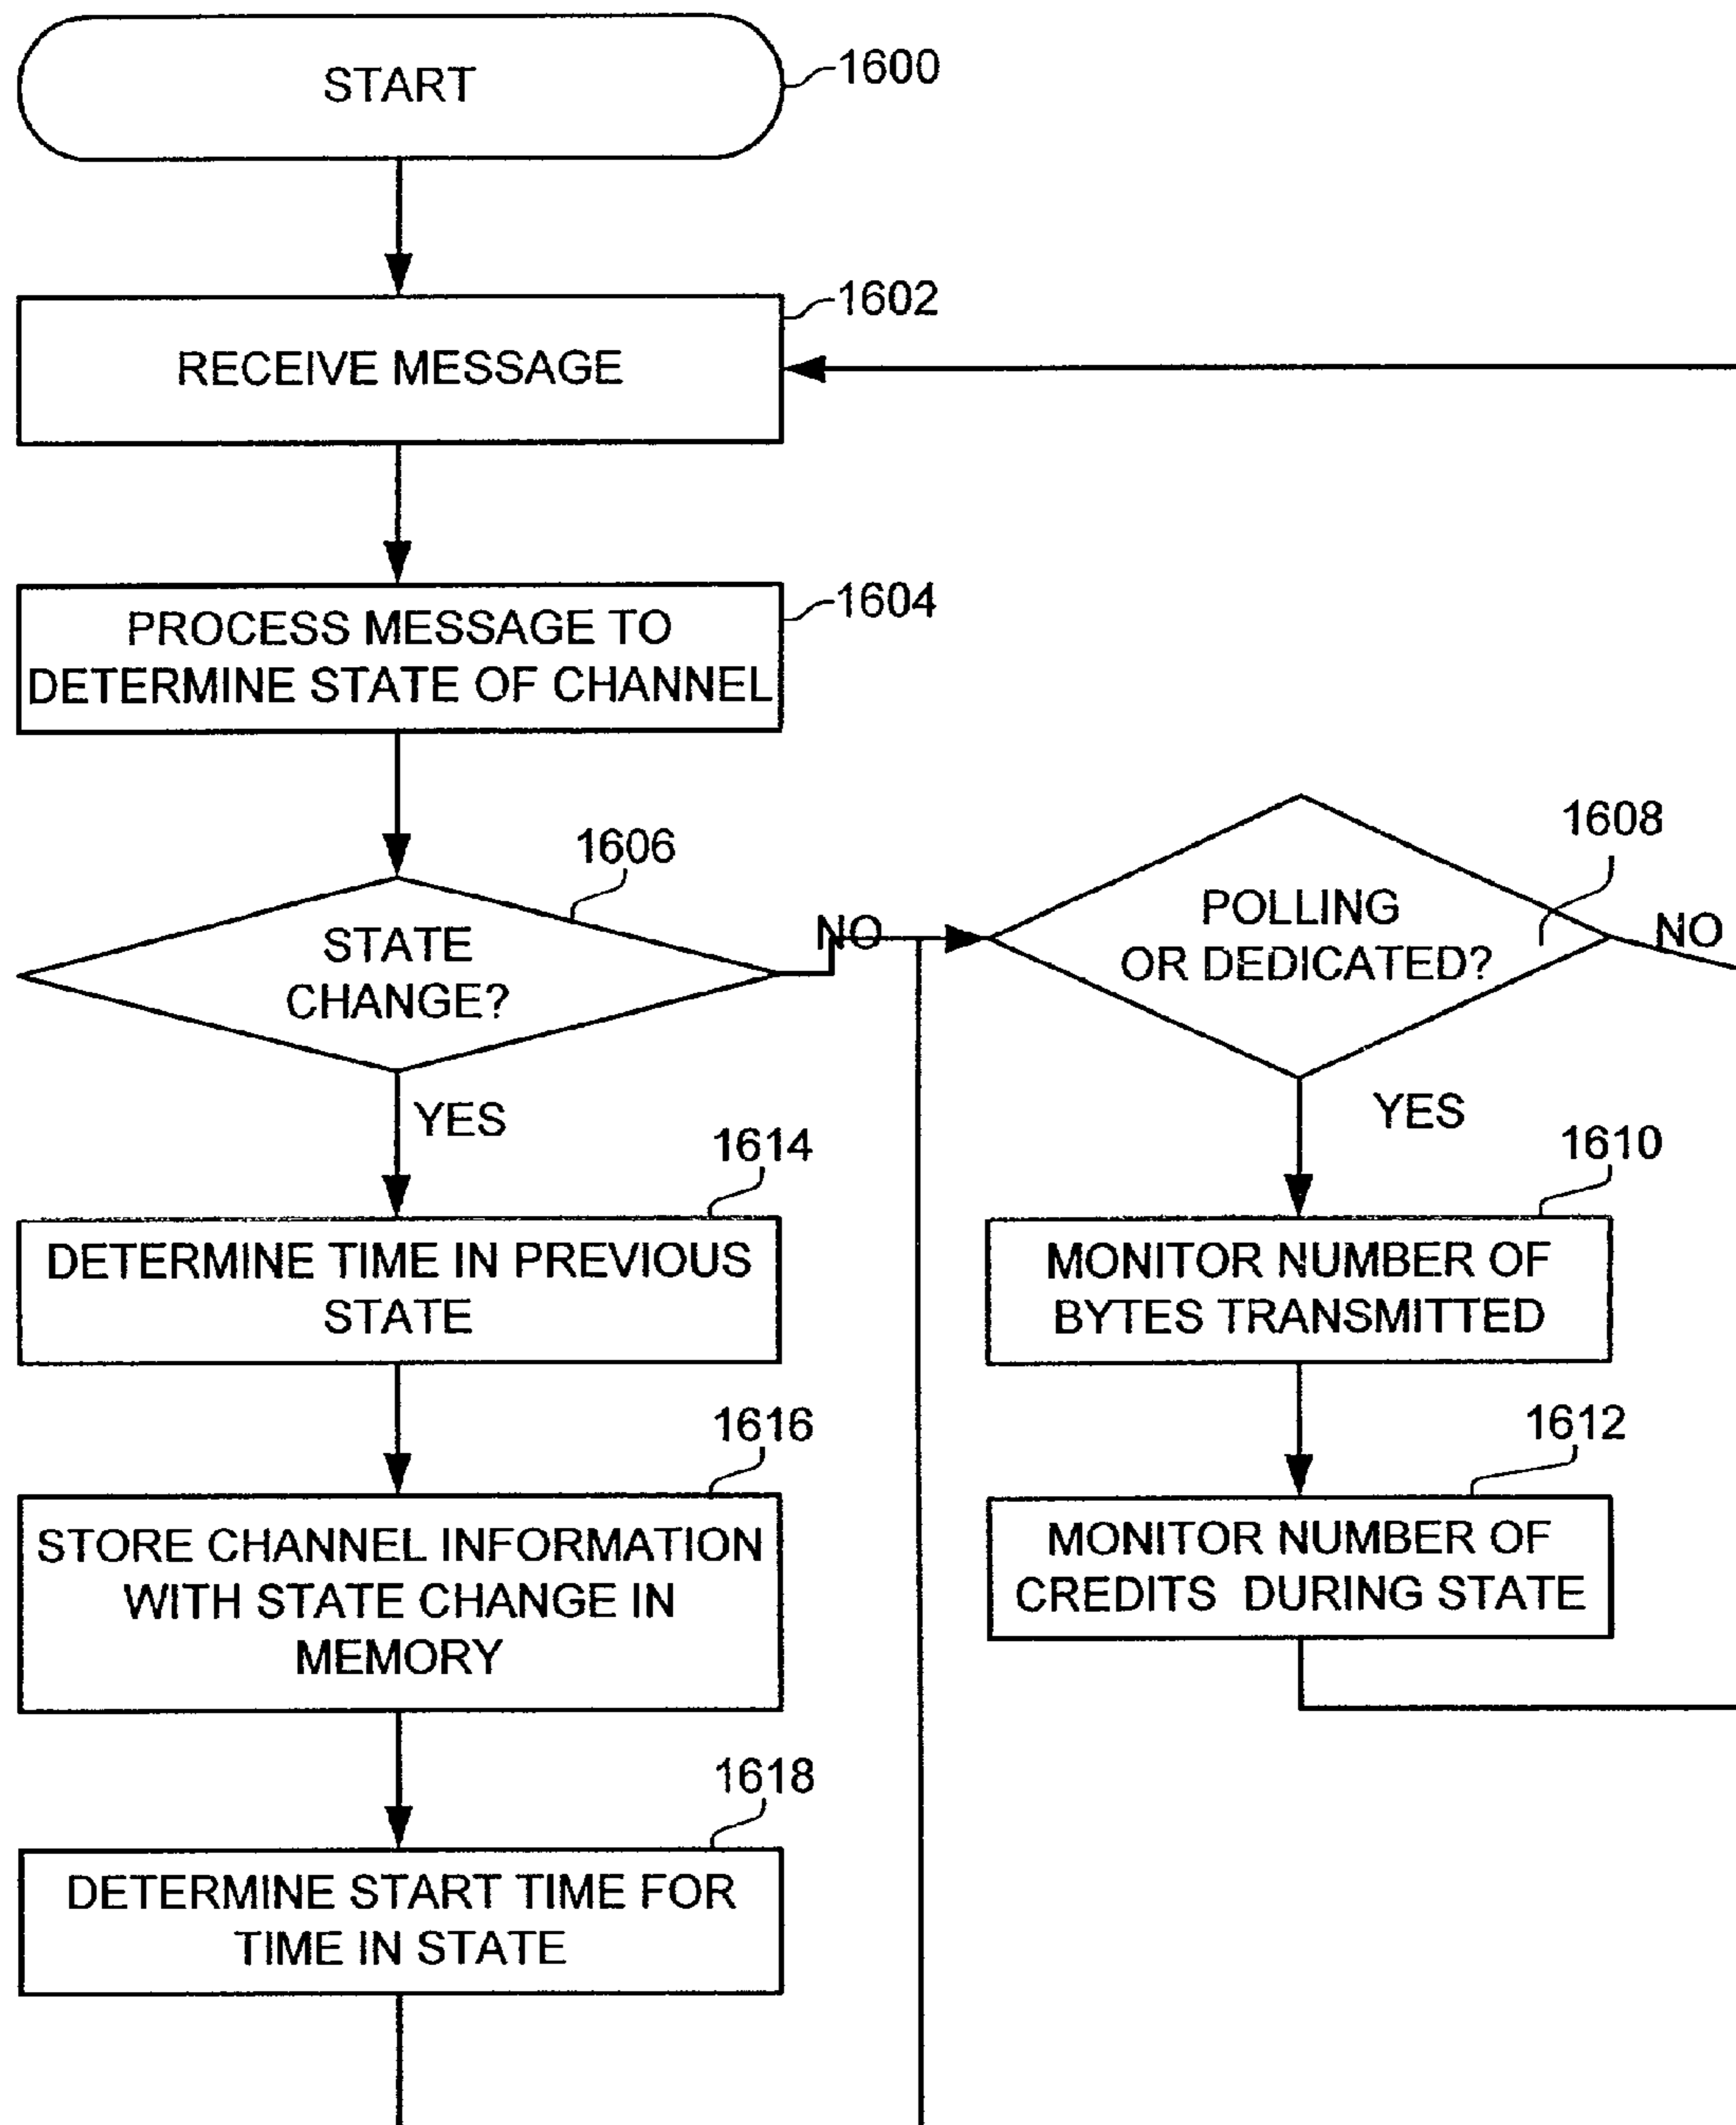 START
1600
1602
RECEIVE MESSAGE
1604
PROCESS MESSAGE TO
DETERMINE STATE OF CHANNEL
1606
STATE
CHANGE?
NO
1608
POLLING
OR DEDICATED?
NO
YES
YES
1614
DETERMINE TIME IN PREVIOUS
STATE
1610
MONITOR NUMBER OF
BYTES TRANSMITTED
1616
STORE CHANNEL INFORMATION
WITH STATE CHANGE IN
MEMORY
1612
MONITOR NUMBER OF
CREDITS DURING STATE
1618
DETERMINE START TIME FOR
TIME IN STATE